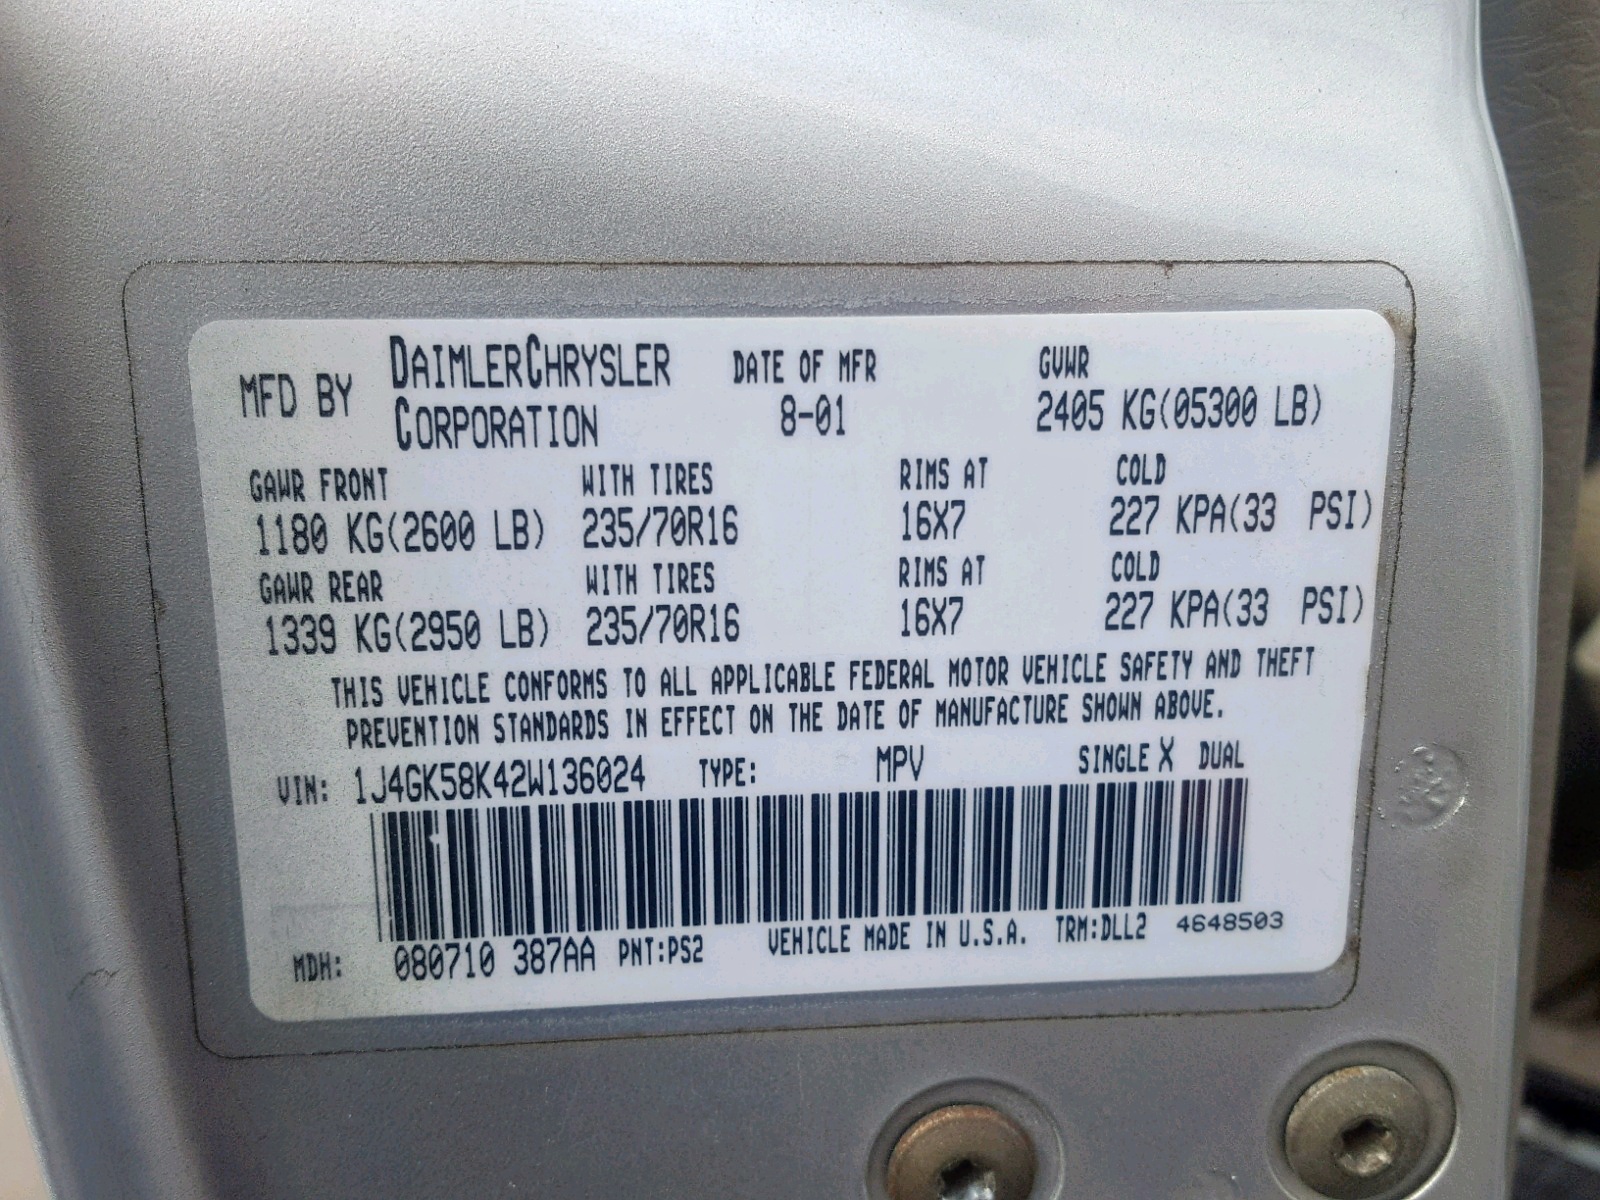 MFD BY DAIMLERCHRYSLER CORPORATION DATE OF MFR 8-01 GVWR 2405 KG(05300 LB)
GAWR FRONT WITH TIRES RIMS AT COLD
1180 KG(2600 LB) 235/70R16 16X7 227 KPA(33 PSI)
GAWR REAR WITH TIRES RIMS AT COLD
1339 KG(2950 LB) 235/70R16 16X7 227 KPA(33 PSI)
THIS VEHICLE CONFORMS TO ALL APPLICABLE FEDERAL MOTOR VEHICLE SAFETY AND THEFT
PREVENTION STANDARDS IN EFFECT ON THE DATE OF MANUFACTURE SHOWN ABOVE.
VIN: 1J4GK58K42W136024 TYPE: MPV SINGLE X DUAL
MDH: 080710 387AA PNT:PS2 VEHICLE MADE IN U.S.A. TRM:DLL2 4648503